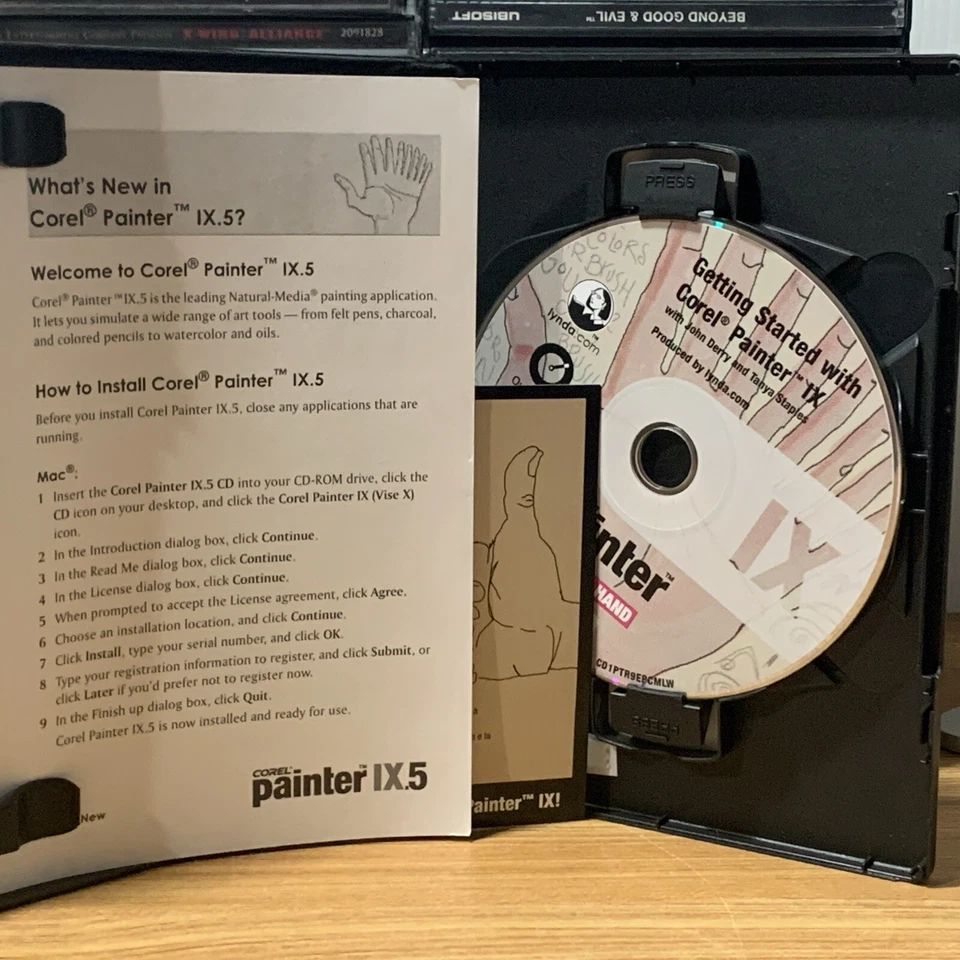 UBISOFT
BEYOND GOOD & EVIL™
X-WING ALLIANCE 2091828
What's New in
Corel® Painter™ IX.5?
Welcome to Corel® Painter™ IX.5
Corel® Painter™ IX.5 is the leading Natural-Media® painting application.
It lets you simulate a wide range of art tools — from felt pens, charcoal,
and colored pencils to watercolor and oils.
How to Install Corel® Painter™ IX.5
Before you install Corel Painter IX.5, close any applications that are
running.
Mac®:
1 Insert the Corel Painter IX.5 CD into your CD-ROM drive, click the
CD icon on your desktop, and click the Corel Painter IX (Vise X)
icon.
2 In the Introduction dialog box, click Continue.
3 In the Read Me dialog box, click Continue.
4 In the License dialog box, click Continue.
5 When prompted to accept the License agreement, click Agree.
6 Choose an installation location, and click Continue.
7 Click Install, type your serial number, and click OK.
8 Type your registration information to register, and click Submit, or
click Later if you'd prefer not to register now.
9 In the Finish up dialog box, click Quit.
Corel Painter IX.5 is now installed and ready for use.
COREL® painter™ IX.5
New
ainter™ IX!
PRESS
COLORS
BRUSH
lynda.com™
Getting Started with
Corel® Painter™ IX
with John Derry and Tanya Staples
Produced by lynda.com
IX
inter™
HAND
CD1PTR9EPCMLW
PRESS